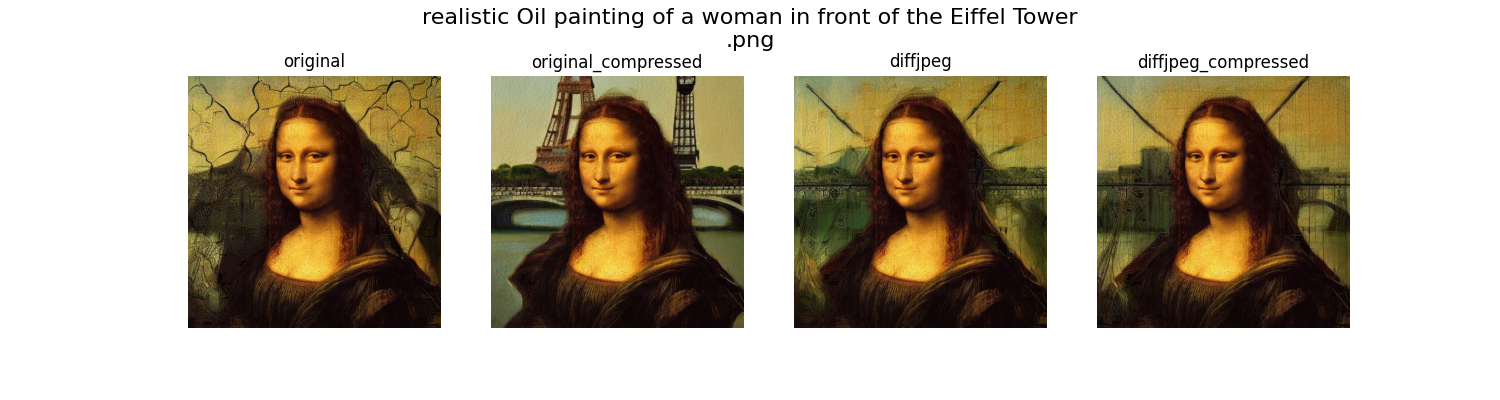 realistic Oil painting of a woman in front of the Eiffel Tower
.png
original
original_compressed
diffjpeg
diffjpeg_compressed